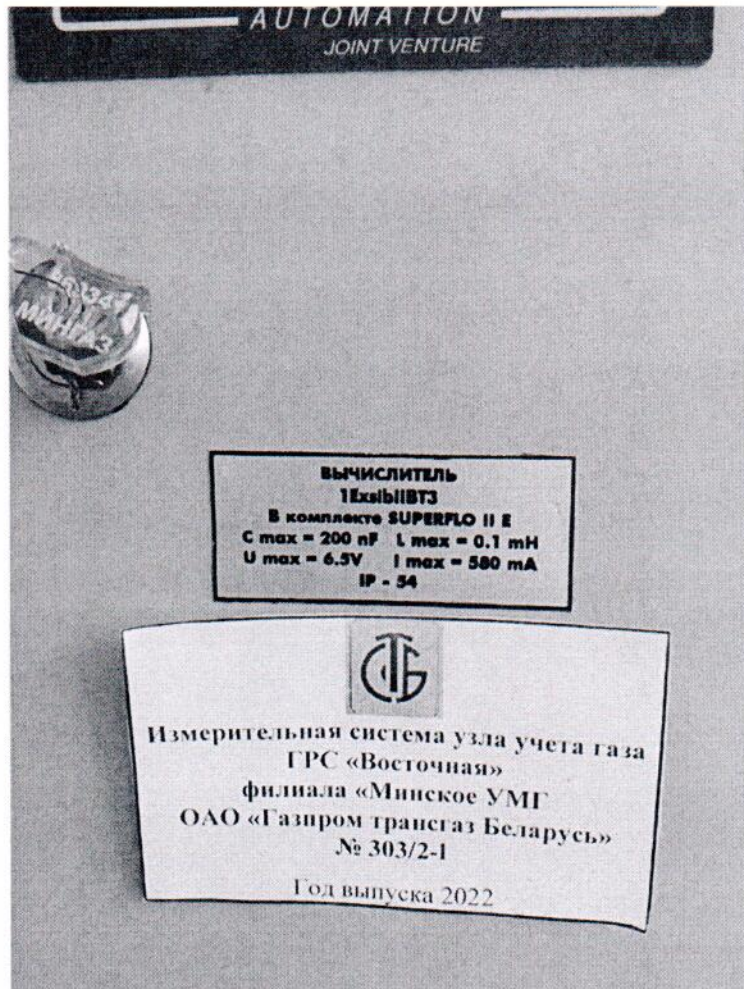 AUTOMATION
JOINT VENTURE
МИНГАЗ
ВЫЧИСЛИТЕЛЬ
1ExsibIIBT3
В комплекте SUPERFLO II E
C max = 200 nF L max = 0.1 mH
U max = 6.5V I max = 580 mA
IP - 54
СТБ
Измерительная система узла учета газа
ГРС «Восточная»
филиала «Минское УМГ
ОАО «Газпром трансгаз Беларусь»
№ 303/2-1
Год выпуска 2022